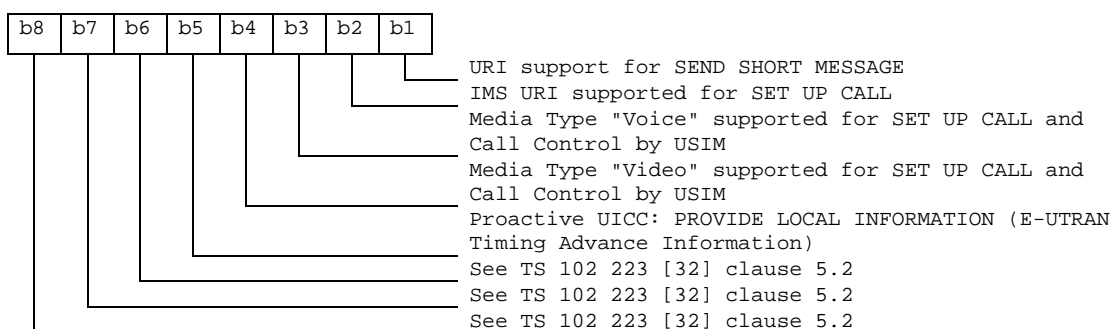 b8 b7 b6 b5 b4 b3 b2 b1
URI support for SEND SHORT MESSAGE
IMS URI supported for SET UP CALL
Media Type "Voice" supported for SET UP CALL and
Call Control by USIM
Media Type "Video" supported for SET UP CALL and
Call Control by USIM
Proactive UICC: PROVIDE LOCAL INFORMATION (E-UTRAN
Timing Advance Information)
See TS 102 223 [32] clause 5.2
See TS 102 223 [32] clause 5.2
See TS 102 223 [32] clause 5.2